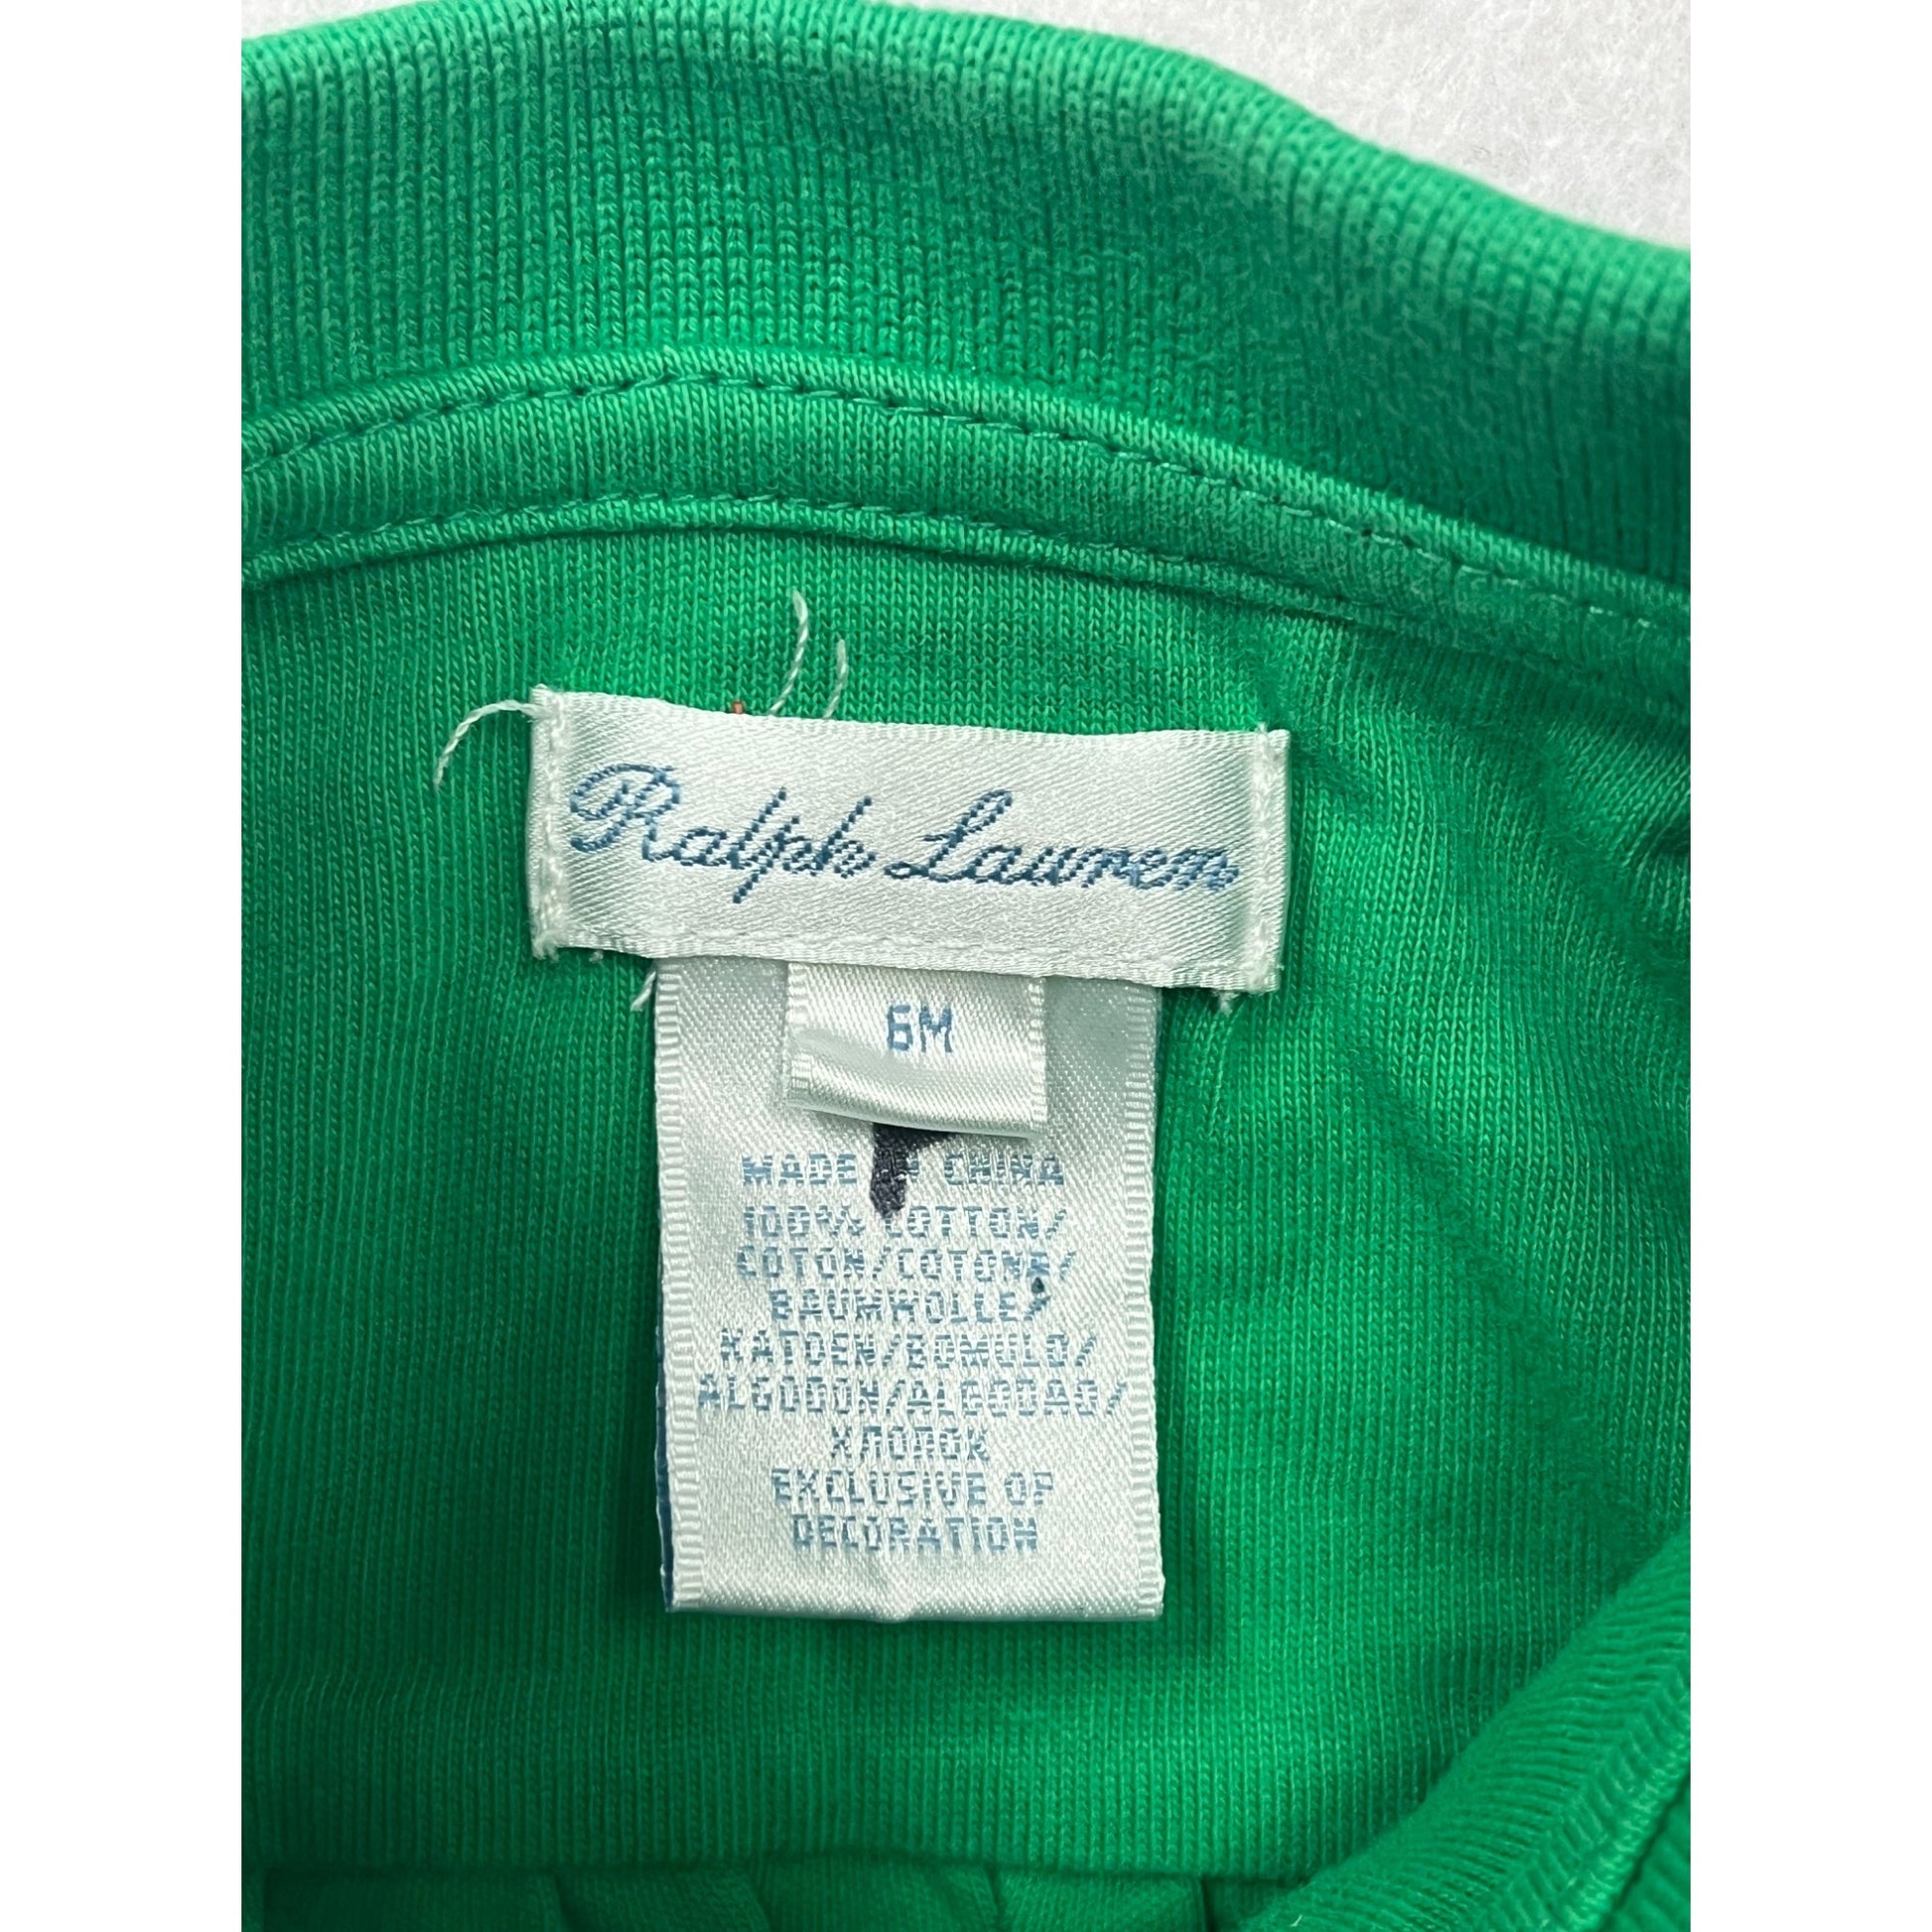 Ralph Lauren
6M
MADE IN CHINA
100% COTTON/
COTON/COTONE/
BAUMWOLLE/
KATOEN/BOMULD/
ALGODON/ALGODAO/
ХЛОПОК
EXCLUSIVE OF
DECORATION